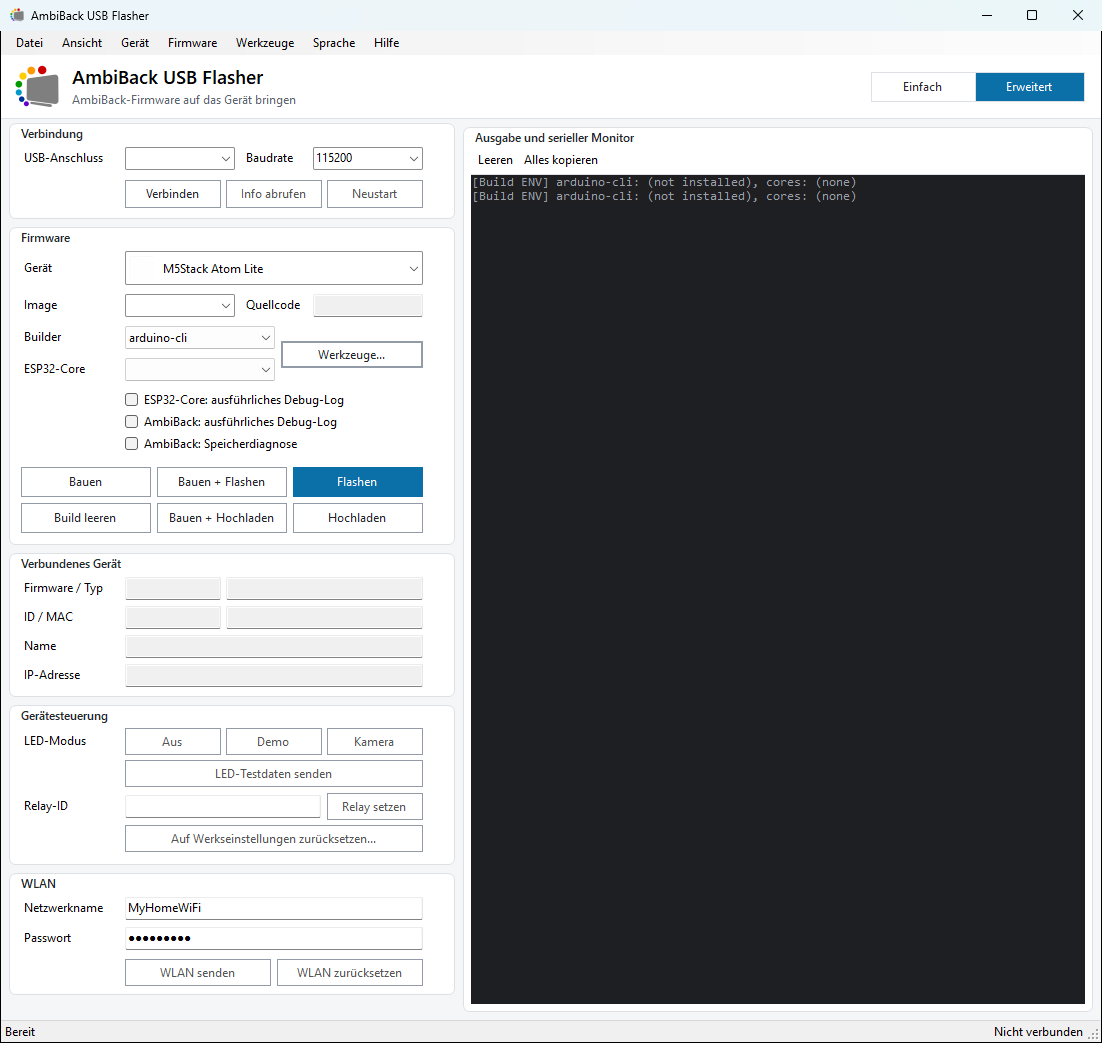 AmbiBack USB Flasher
Datei Ansicht Gerät Firmware Werkzeuge Sprache Hilfe
AmbiBack USB Flasher
AmbiBack-Firmware auf das Gerät bringen
Einfach Erweitert
Verbindung
USB-Anschluss Baudrate 115200
Verbinden Info abrufen Neustart
Firmware
Gerät M5Stack Atom Lite
Image Quellcode
Builder arduino-cli
Werkzeuge...
ESP32-Core
ESP32-Core: ausführliches Debug-Log
AmbiBack: ausführliches Debug-Log
AmbiBack: Speicherdiagnose
Bauen Bauen + Flashen Flashen
Build leeren Bauen + Hochladen Hochladen
Verbundenes Gerät
Firmware / Typ
ID / MAC
Name
IP-Adresse
Gerätesteuerung
LED-Modus Aus Demo Kamera
LED-Testdaten senden
Relay-ID Relay setzen
Auf Werkseinstellungen zurücksetzen...
WLAN
Netzwerkname MyHomeWiFi
Passwort ●●●●●●●●●
WLAN senden WLAN zurücksetzen
Ausgabe und serieller Monitor
Leeren Alles kopieren
[Build ENV] arduino-cli: (not installed), cores: (none)
[Build ENV] arduino-cli: (not installed), cores: (none)
Bereit Nicht verbunden